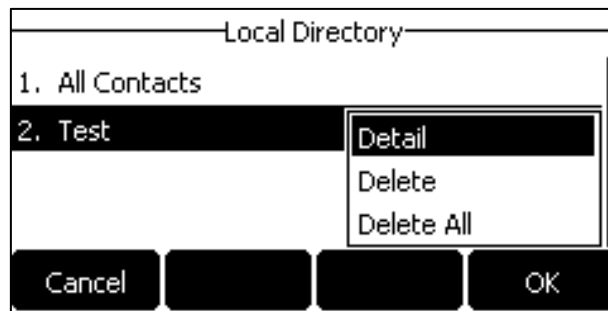 Local Directory
1. All Contacts
2. Test
Detail
Delete
Delete All
Cancel OK